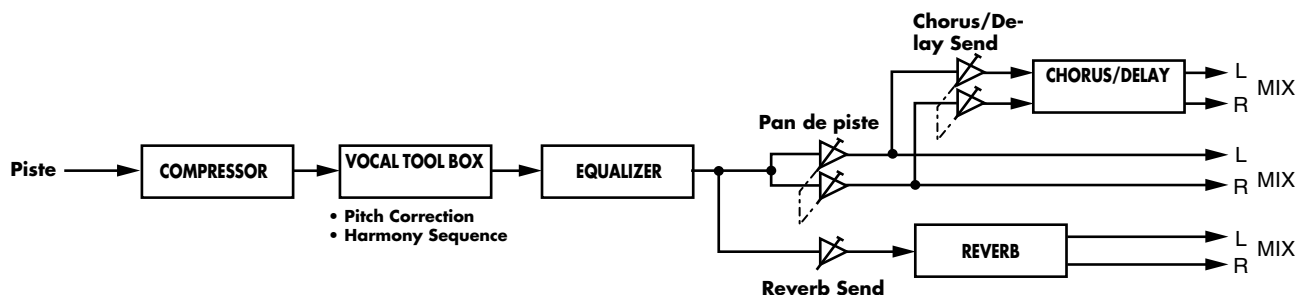 Chorus/De-
lay Send
CHORUS/DELAY
L
R
MIX
Pan de piste
L
R
MIX
Piste
COMPRESSOR
VOCAL TOOL BOX
EQUALIZER
• Pitch Correction
• Harmony Sequence
REVERB
L
R
MIX
Reverb Send